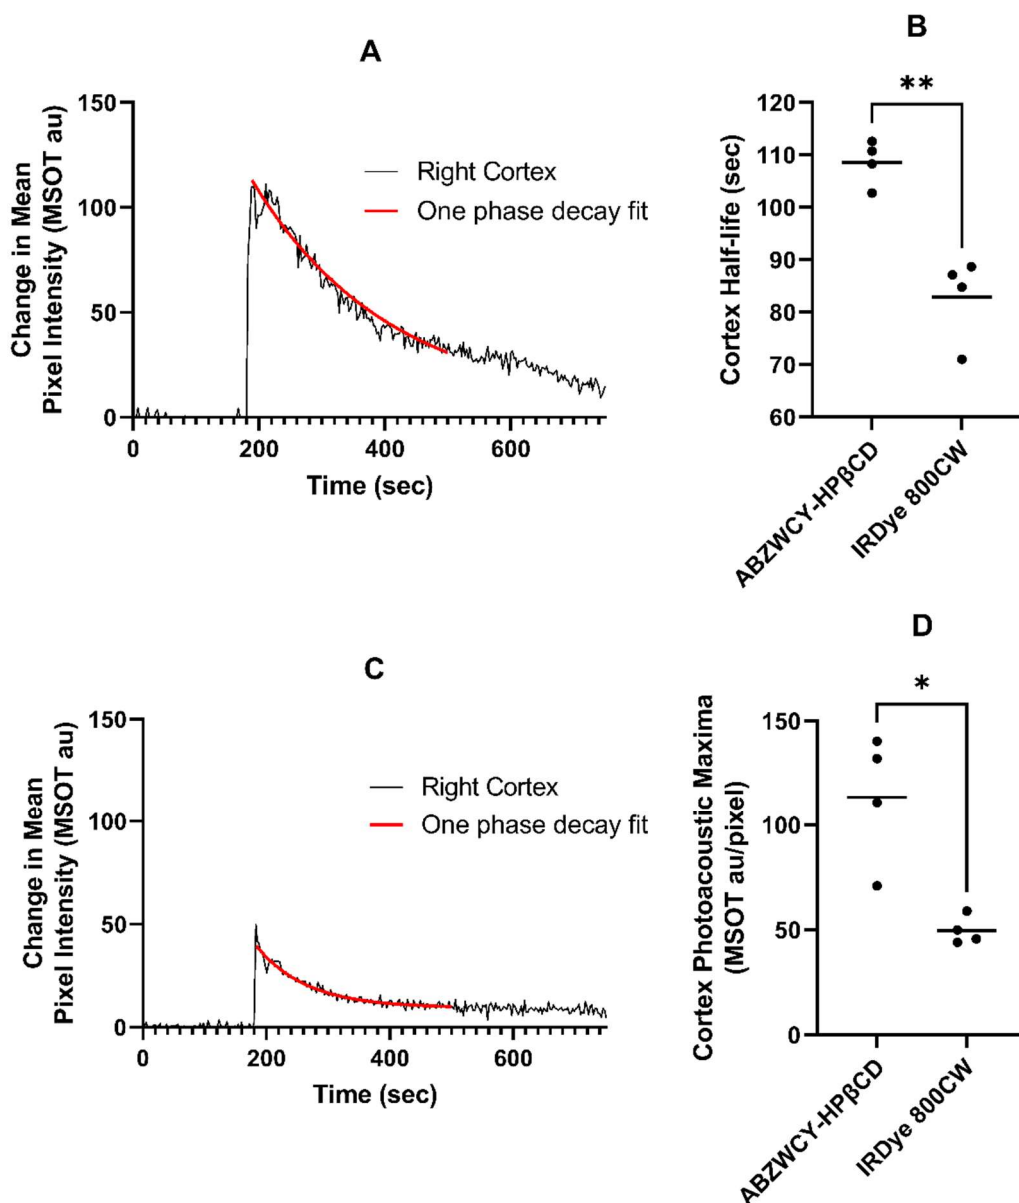 A
Change in Mean
Pixel Intensity (MSOT au)
150
100
50
0
0
200
400
600
Time (sec)
Right Cortex
One phase decay fit
B
**
Cortex Half-life (sec)
120
110
100
90
80
70
60
ABZWCY-HPβCD
IRDye 800CW
C
Change in Mean
Pixel Intensity (MSOT au)
150
100
50
0
0
200
400
600
Time (sec)
Right Cortex
One phase decay fit
D
*
Cortex Photoacoustic Maxima
(MSOT au/pixel)
150
100
50
0
ABZWCY-HPβCD
IRDye 800CW